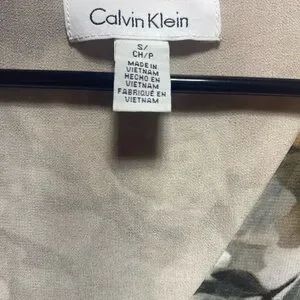 Calvin Klein
S/
CH/P
MADE IN
VIETNAM
HECHO EN
VIETNAM
FABRIQUÉ EN
VIETNAM